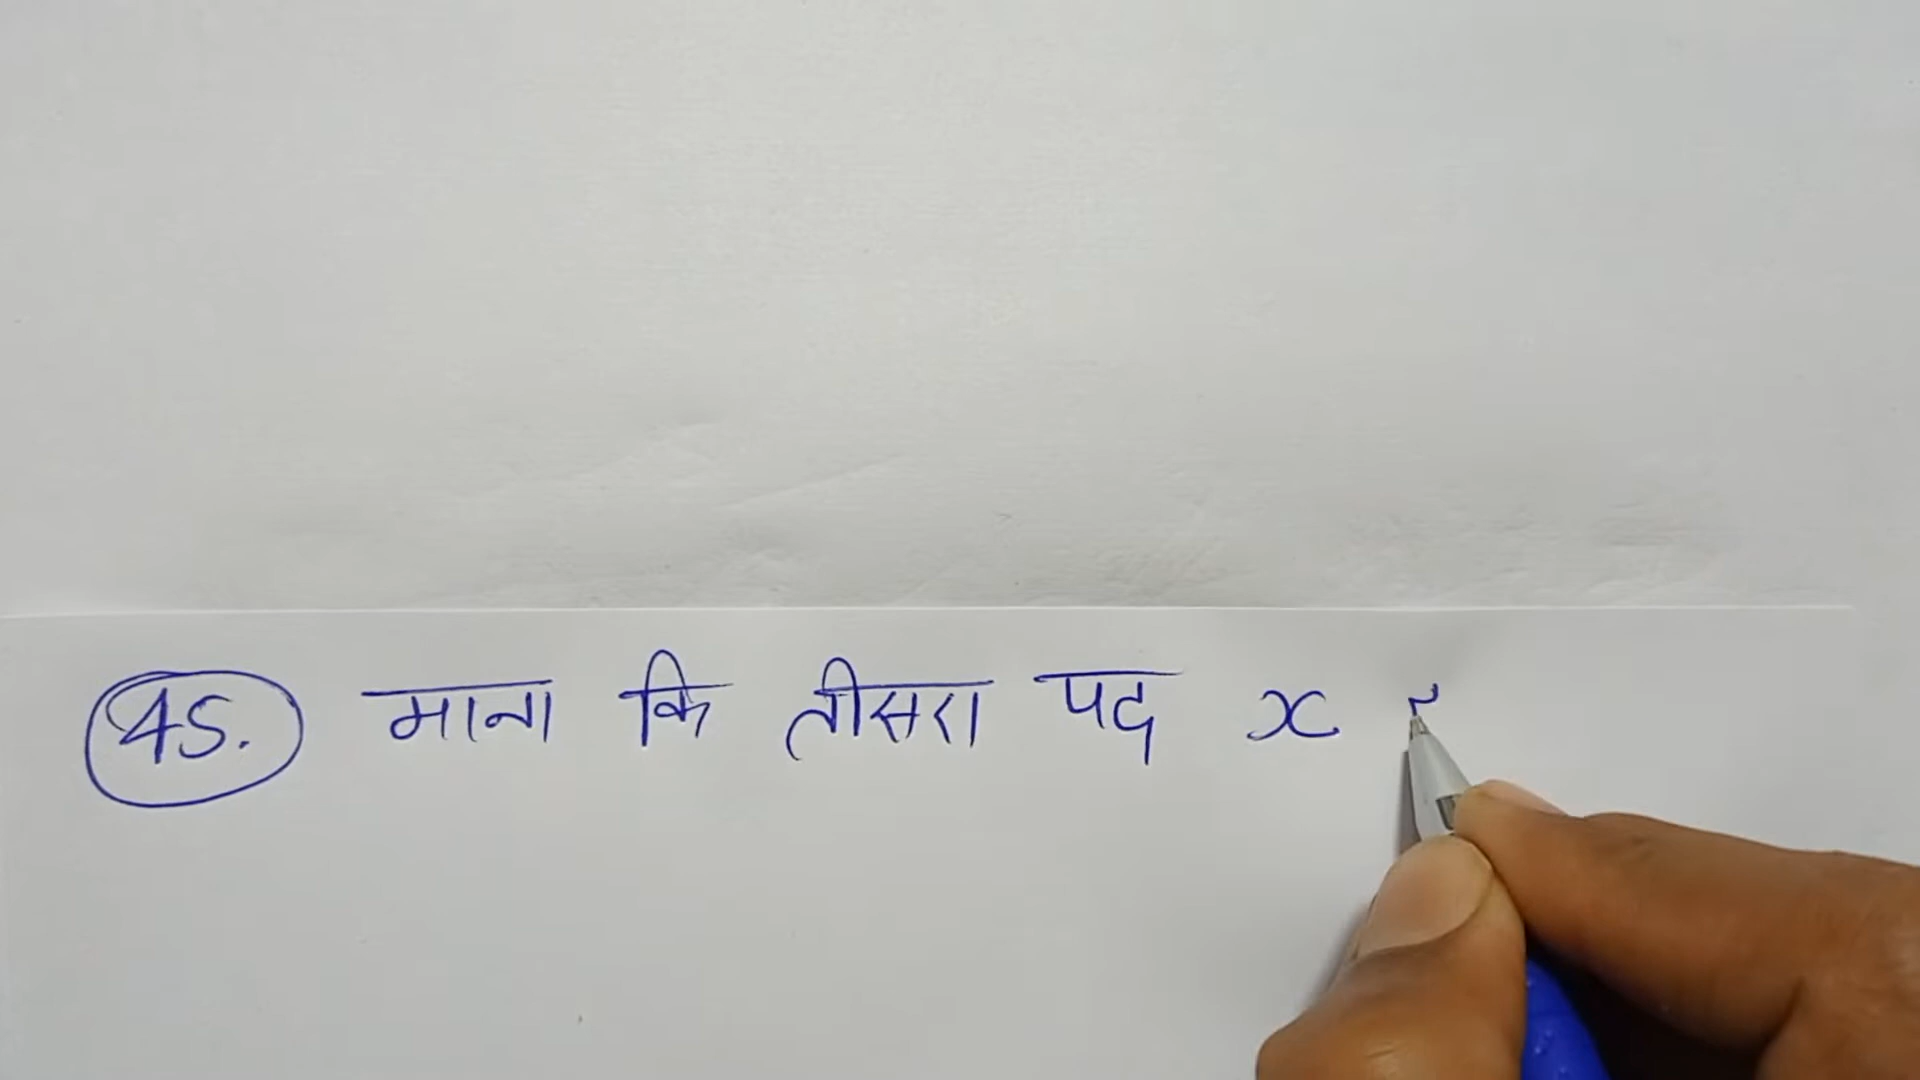 45. माना कि तीसरा पद x